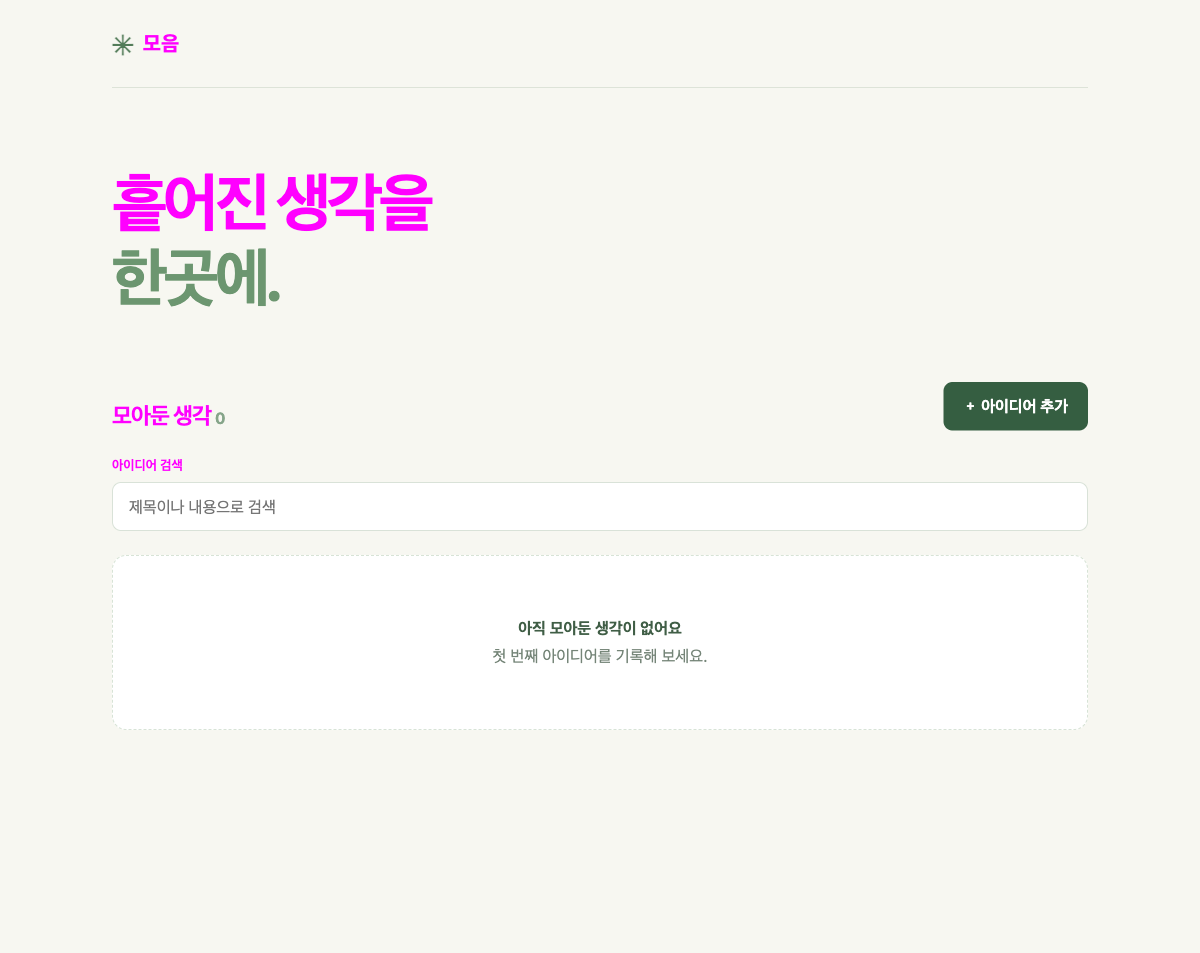 모음
흩어진 생각을
한곳에.
모아둔 생각 0
+ 아이디어 추가
아이디어 검색
제목이나 내용으로 검색
아직 모아둔 생각이 없어요
첫 번째 아이디어를 기록해 보세요.